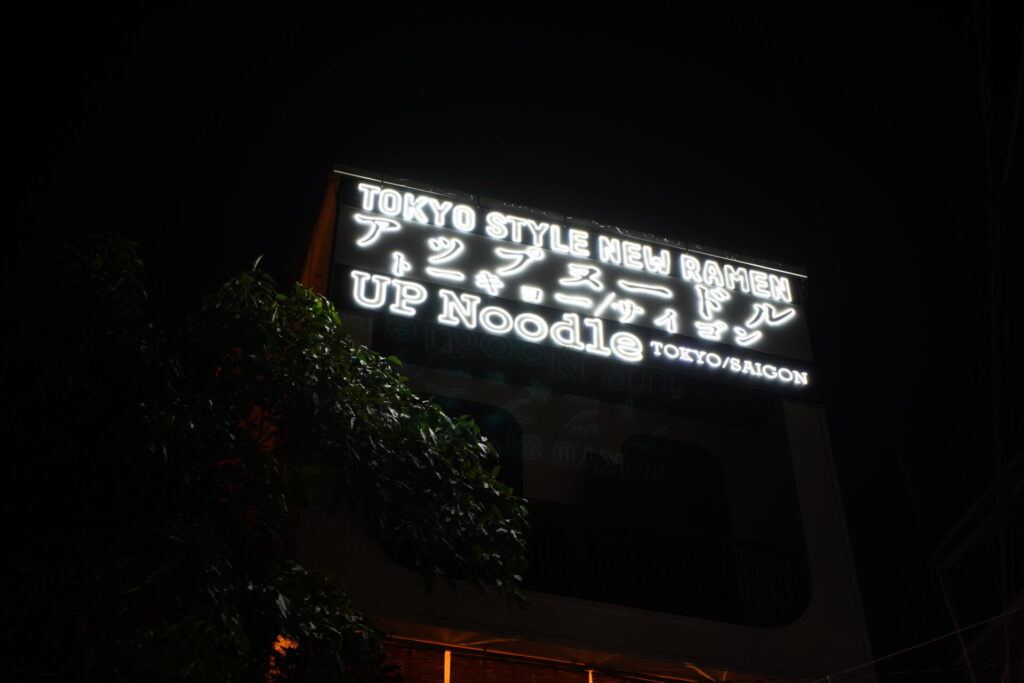 TOKYO STYLE NEW RAMEN
アップヌードル
トーキョー/サイゴン
UP Noodle TOKYO/SAIGON